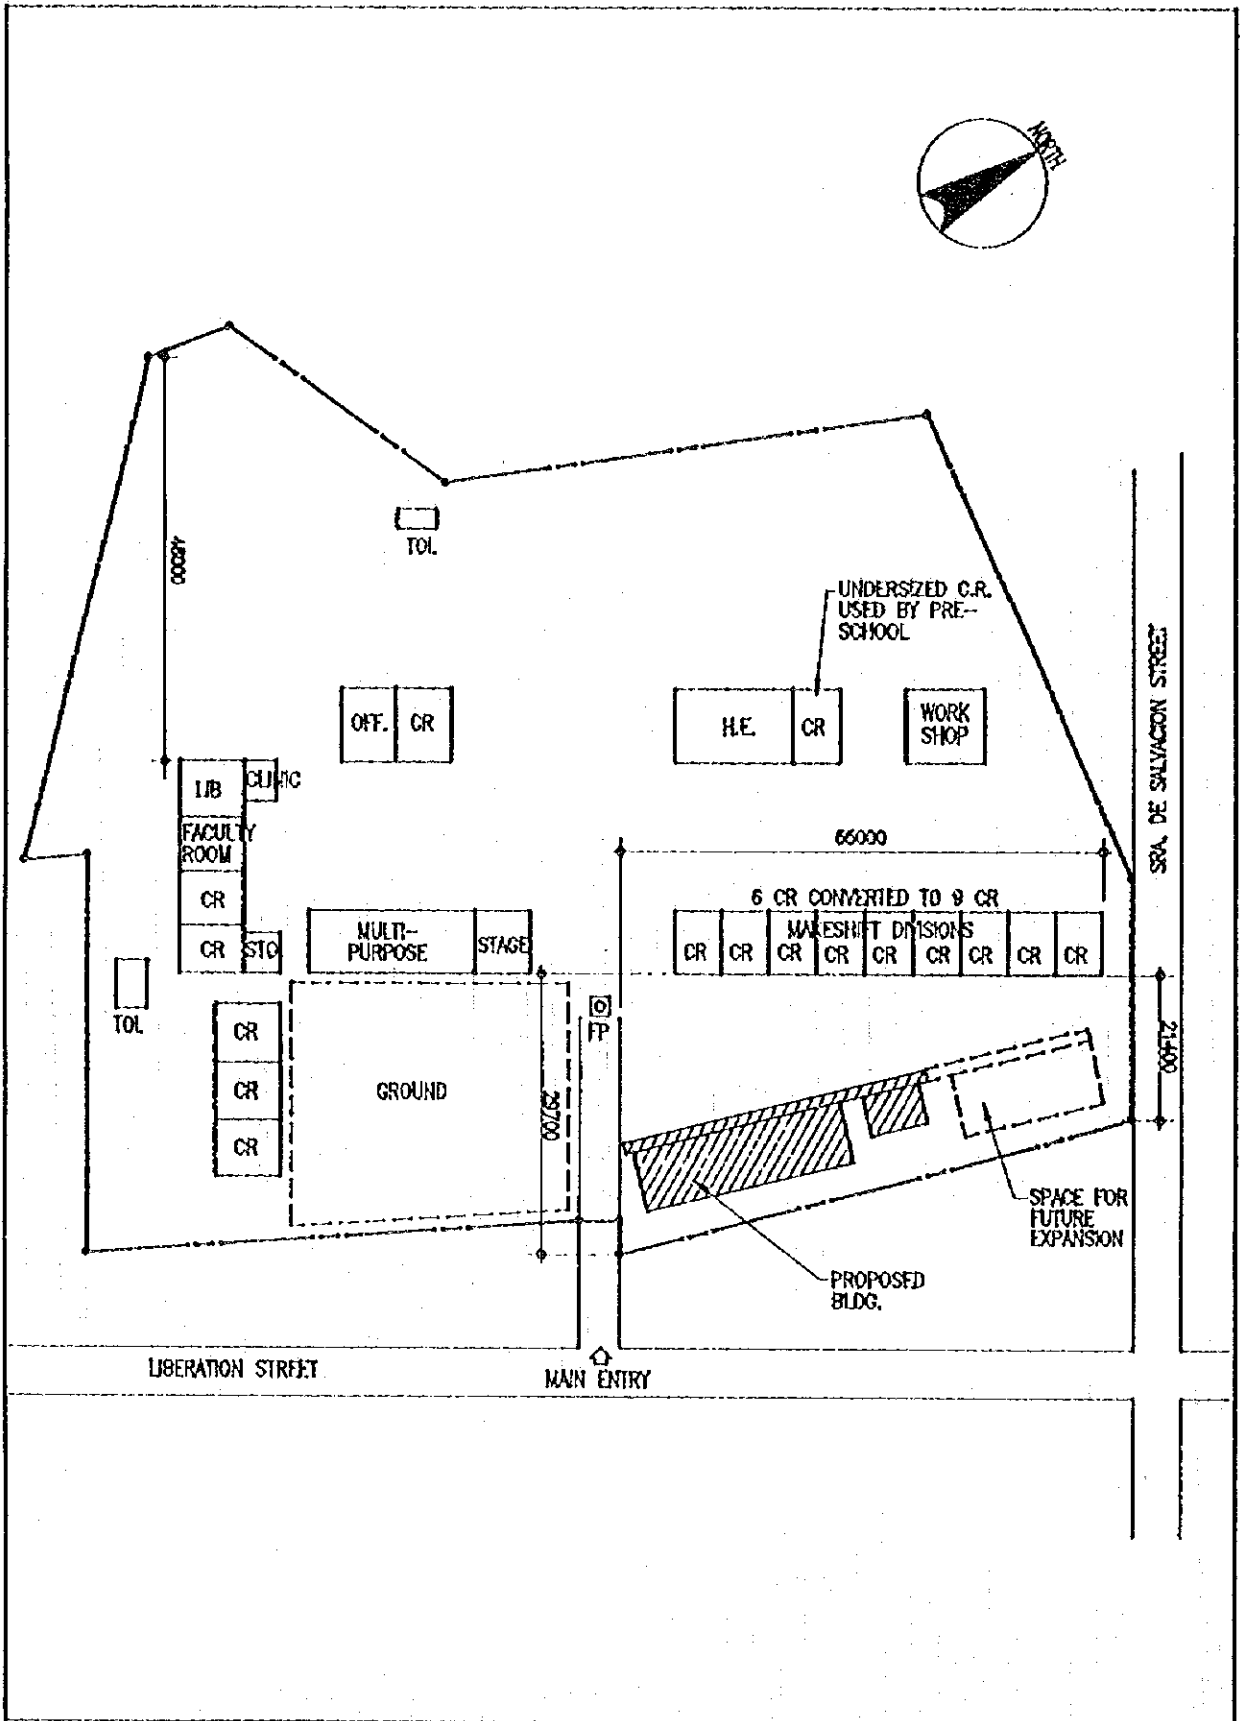 NORTH
TOI.
48000
UNDERSIZED C.R.
USED BY PRE-
SCHOOL
SRA. DE SALVACION STREET
OFF.
CR
H.E.
CR
WORK
SHOP
LIB
CLINIC
FACULTY
ROOM
66000
CR
6 CR CONVERTED TO 9 CR
MAKESHIFT DIVISIONS
MULTI-
PURPOSE
STAGE
CR
STO
CR
CR
CR
CR
CR
CR
CR
CR
CR
TOI.
FP
21400
CR
CR
CR
GROUND
29700
SPACE FOR
FUTURE
EXPANSION
PROPOSED
BLDG.
LIBERATION STREET
MAIN ENTRY